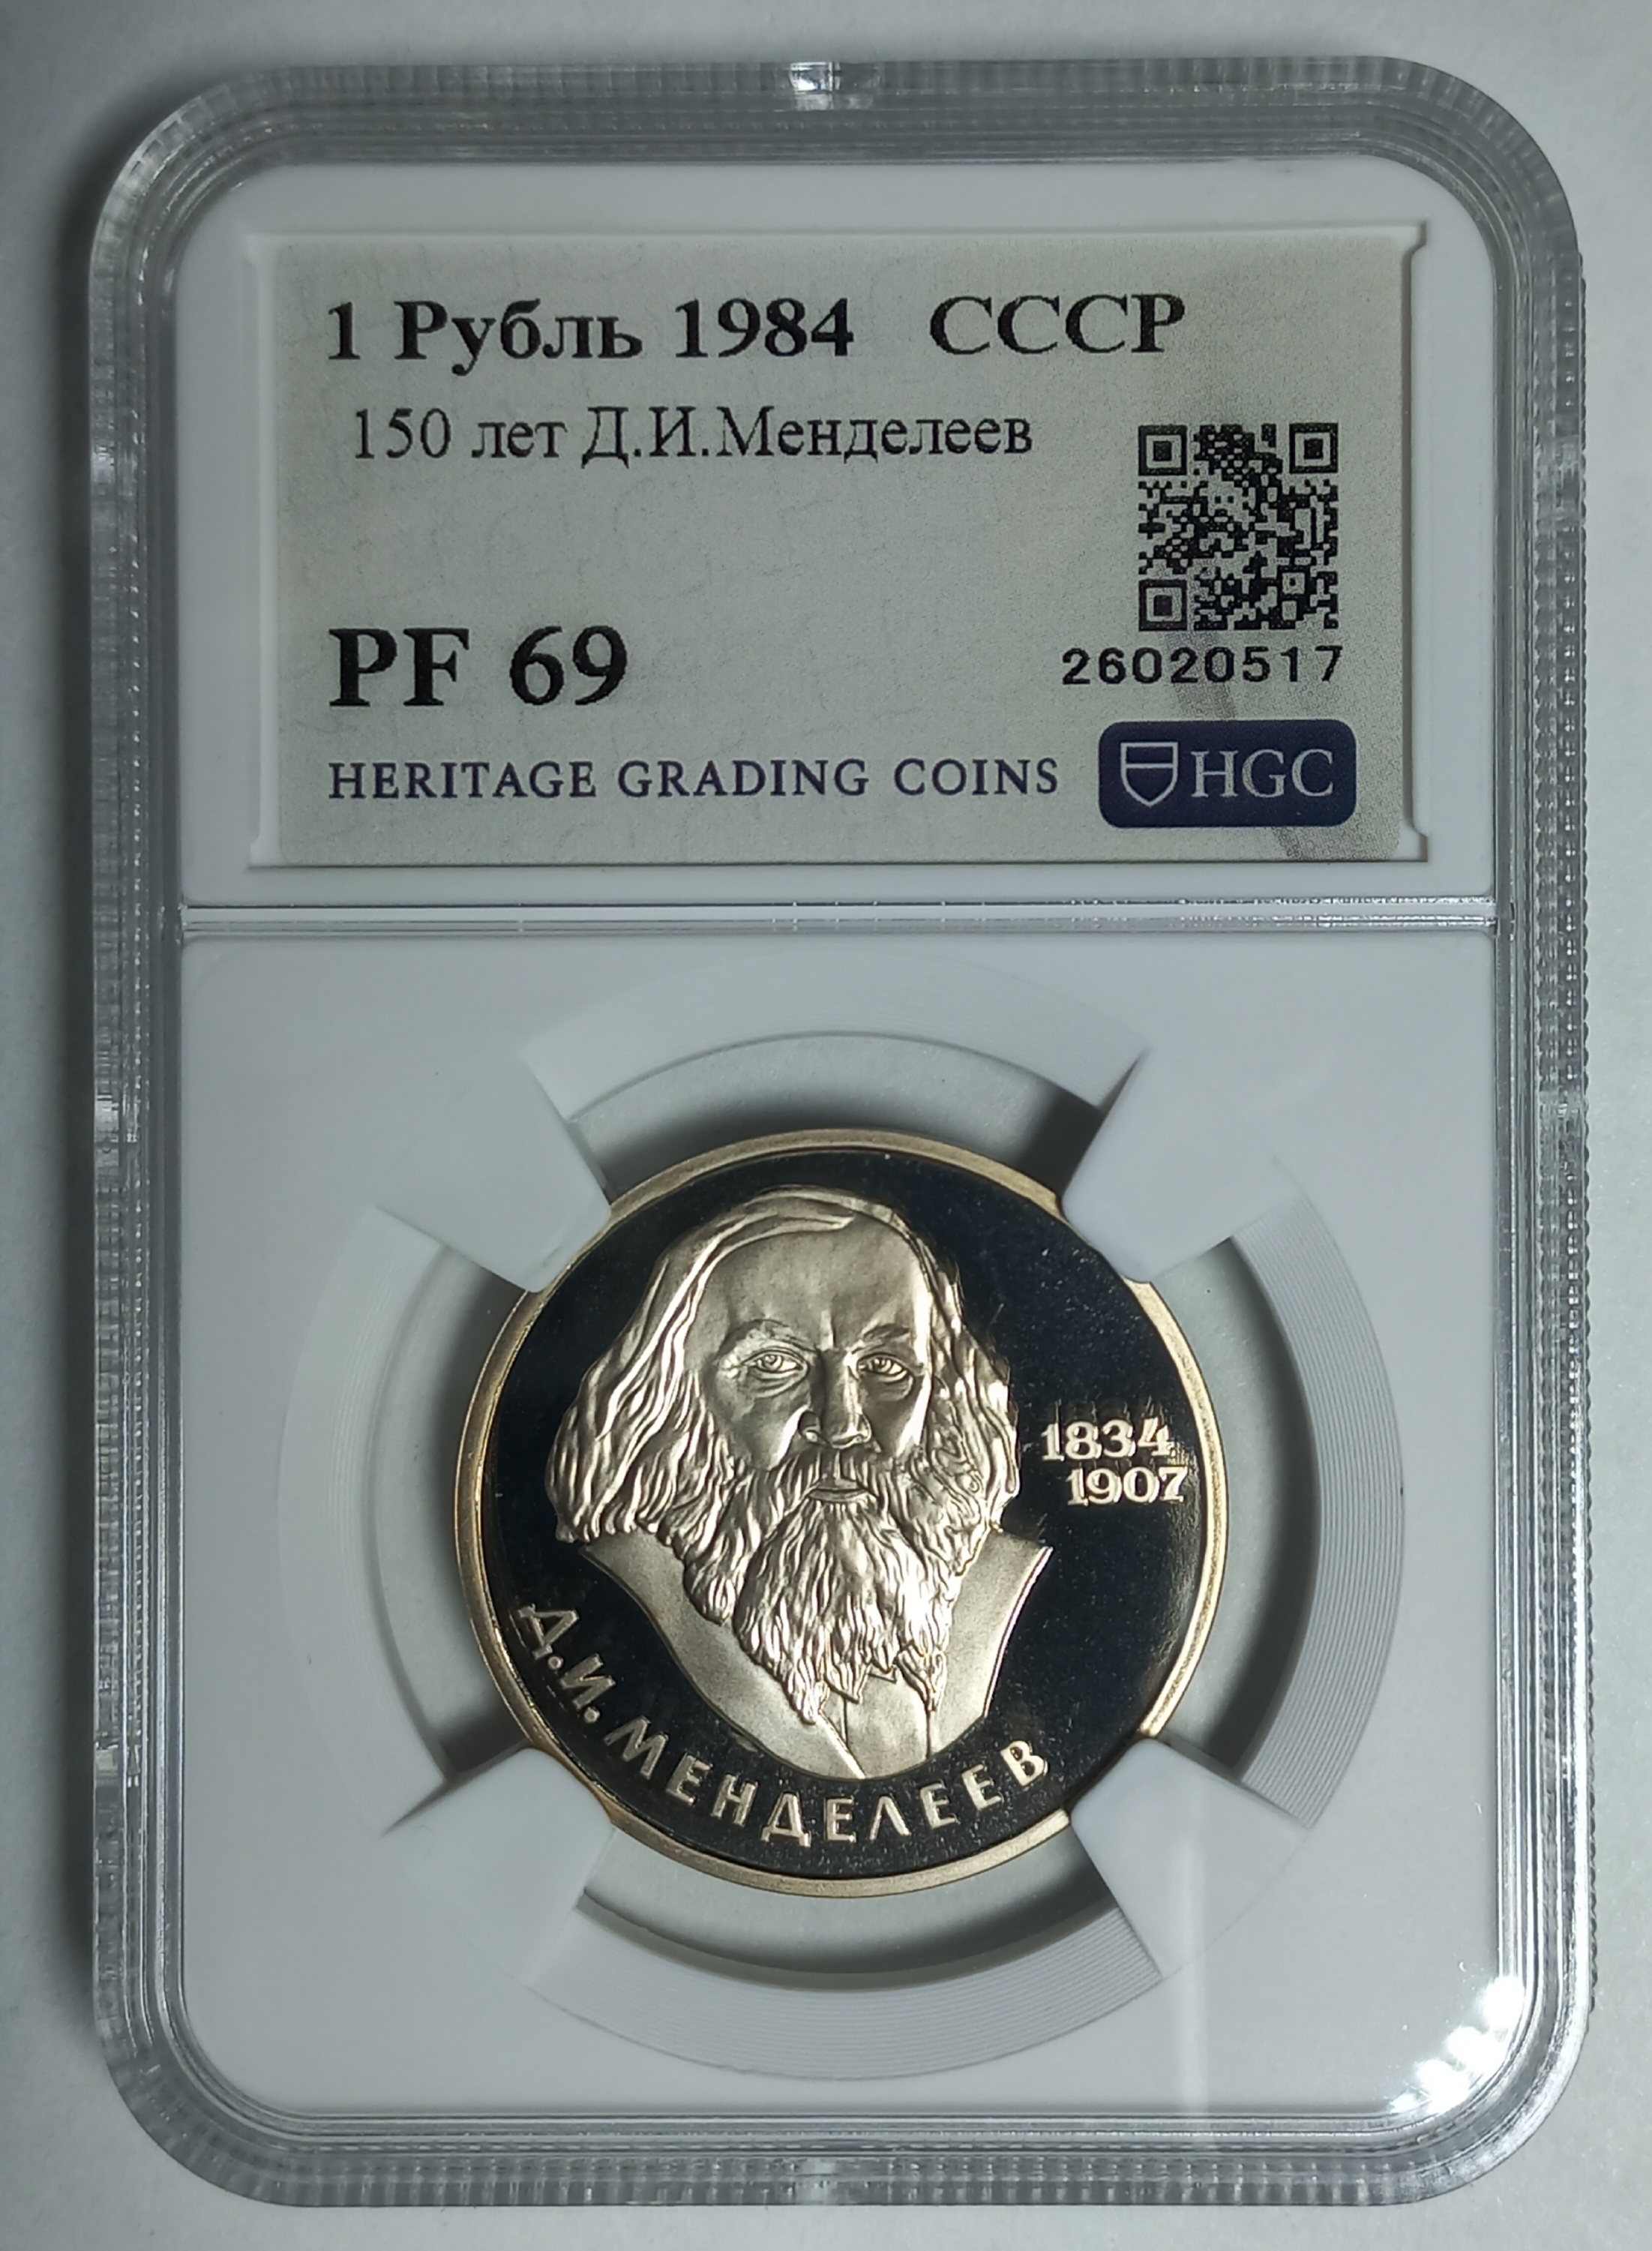 1 Рубль 1984 СССР
150 лет Д.И.Менделеев
PF 69
26020517
HERITAGE GRADING COINS HGC
1834
1907
Д.И. МЕНДЕЛЕЕВ